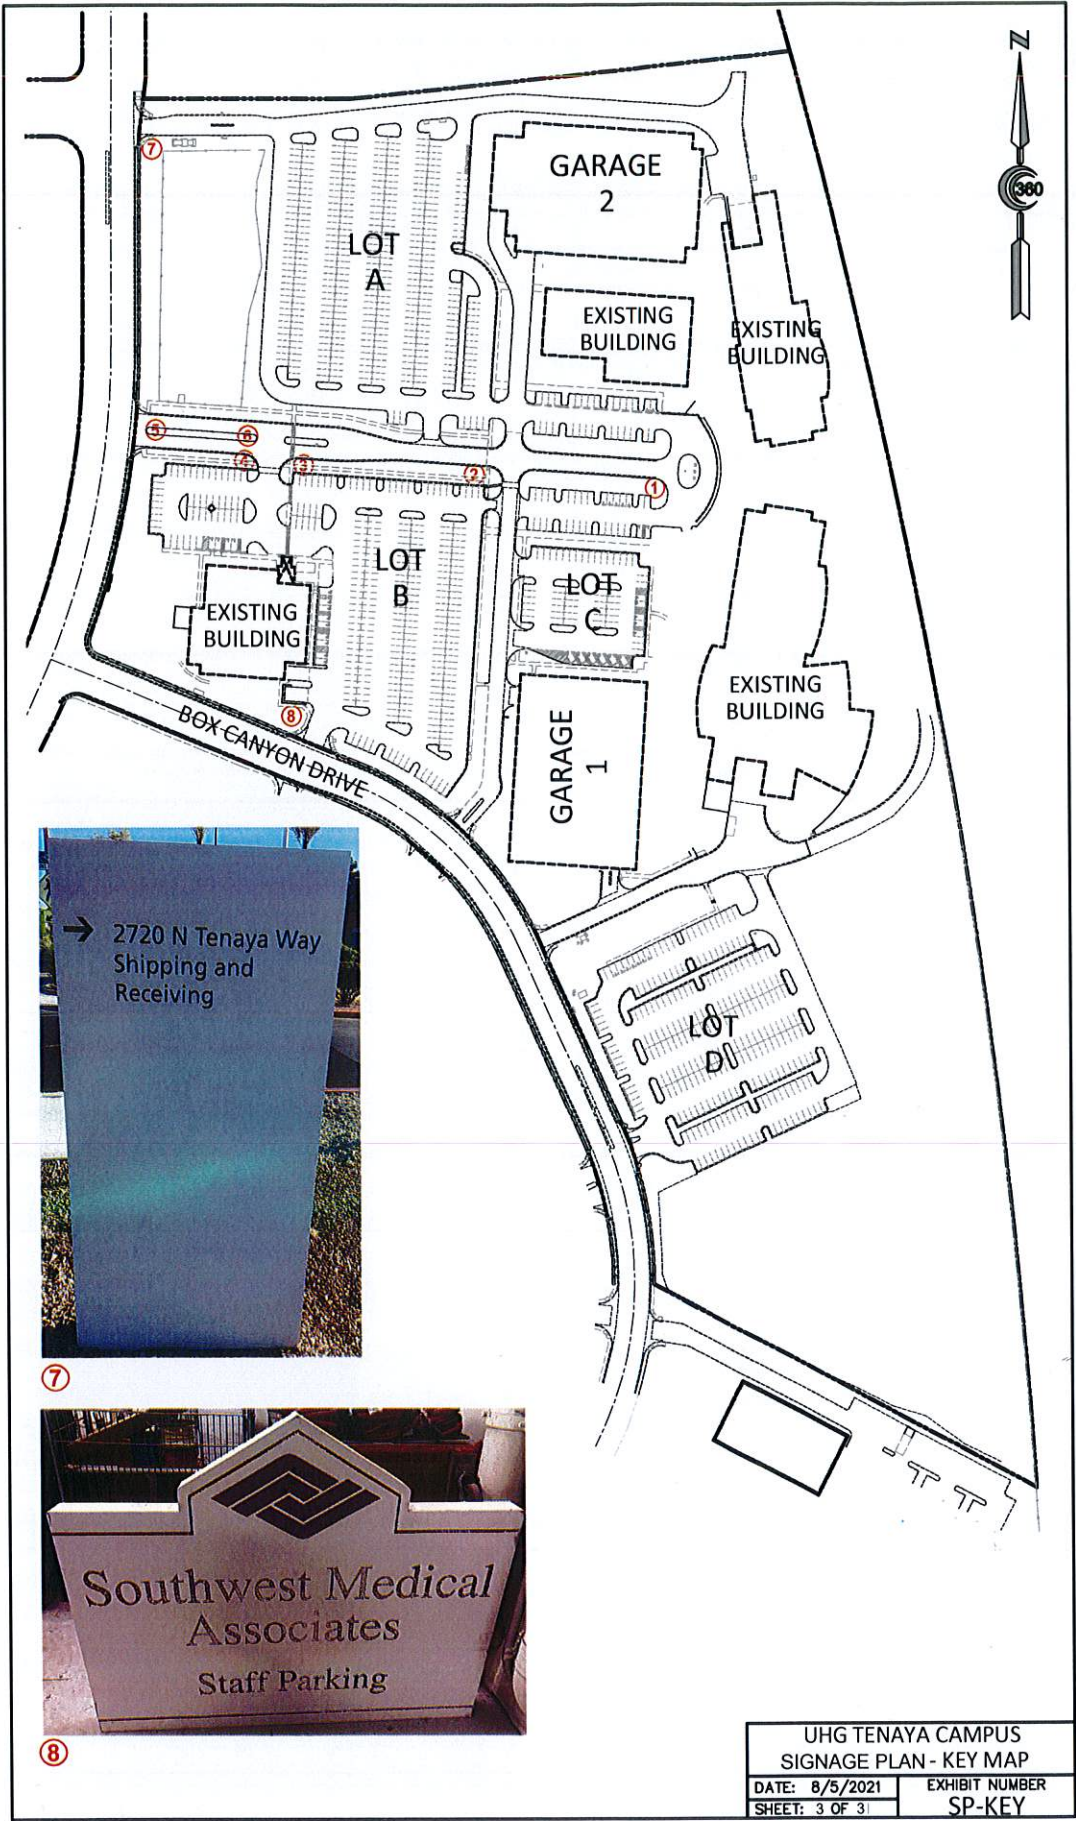 N
360
7
GARAGE
2
LOT
A
EXISTING
BUILDING
EXISTING
BUILDING
5
6
4
3
2
1
LOT
B
LOT
C
EXISTING
BUILDING
EXISTING
BUILDING
8
BOX CANYON DRIVE
GARAGE
1
→ 2720 N Tenaya Way
Shipping and
Receiving
LOT
D
7
Southwest Medical
Associates
Staff Parking
8
UHG TENAYA CAMPUS
SIGNAGE PLAN - KEY MAP
DATE: 8/5/2021
EXHIBIT NUMBER
SHEET: 3 OF 3
SP-KEY